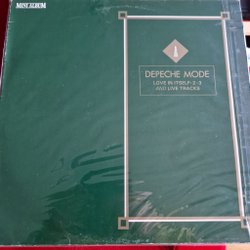 MINI ALBUM
DEPECHE MODE
LOVE IN ITSELF·2·3
AND LIVE TRACKS